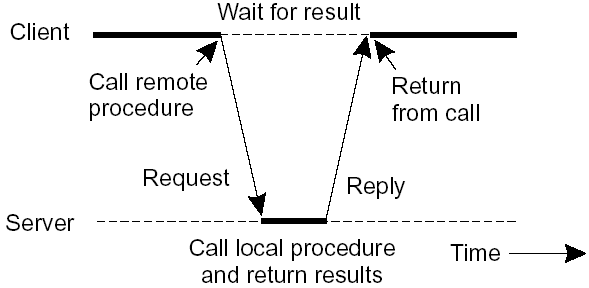 Wait for result
Client
Call remote
procedure
Return
from call
Request
Reply
Server
Call local procedure
and return results
Time